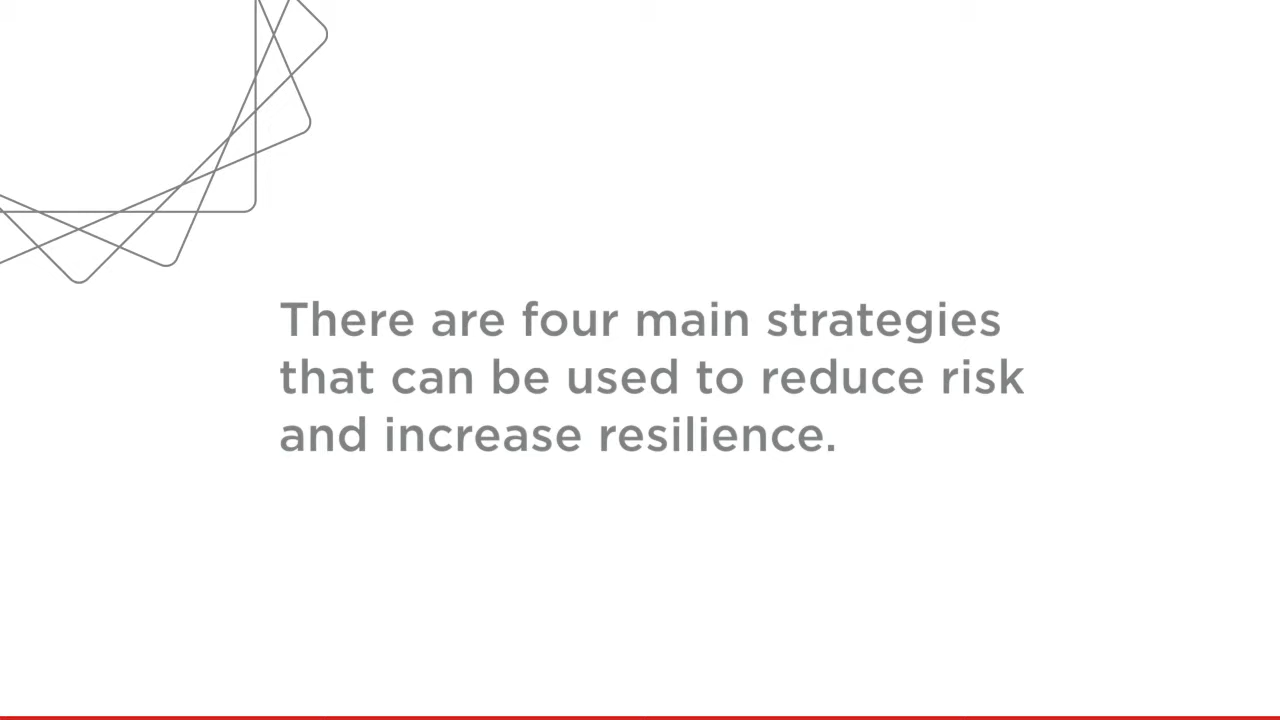 There are four main strategies
that can be used to reduce risk
and increase resilience.